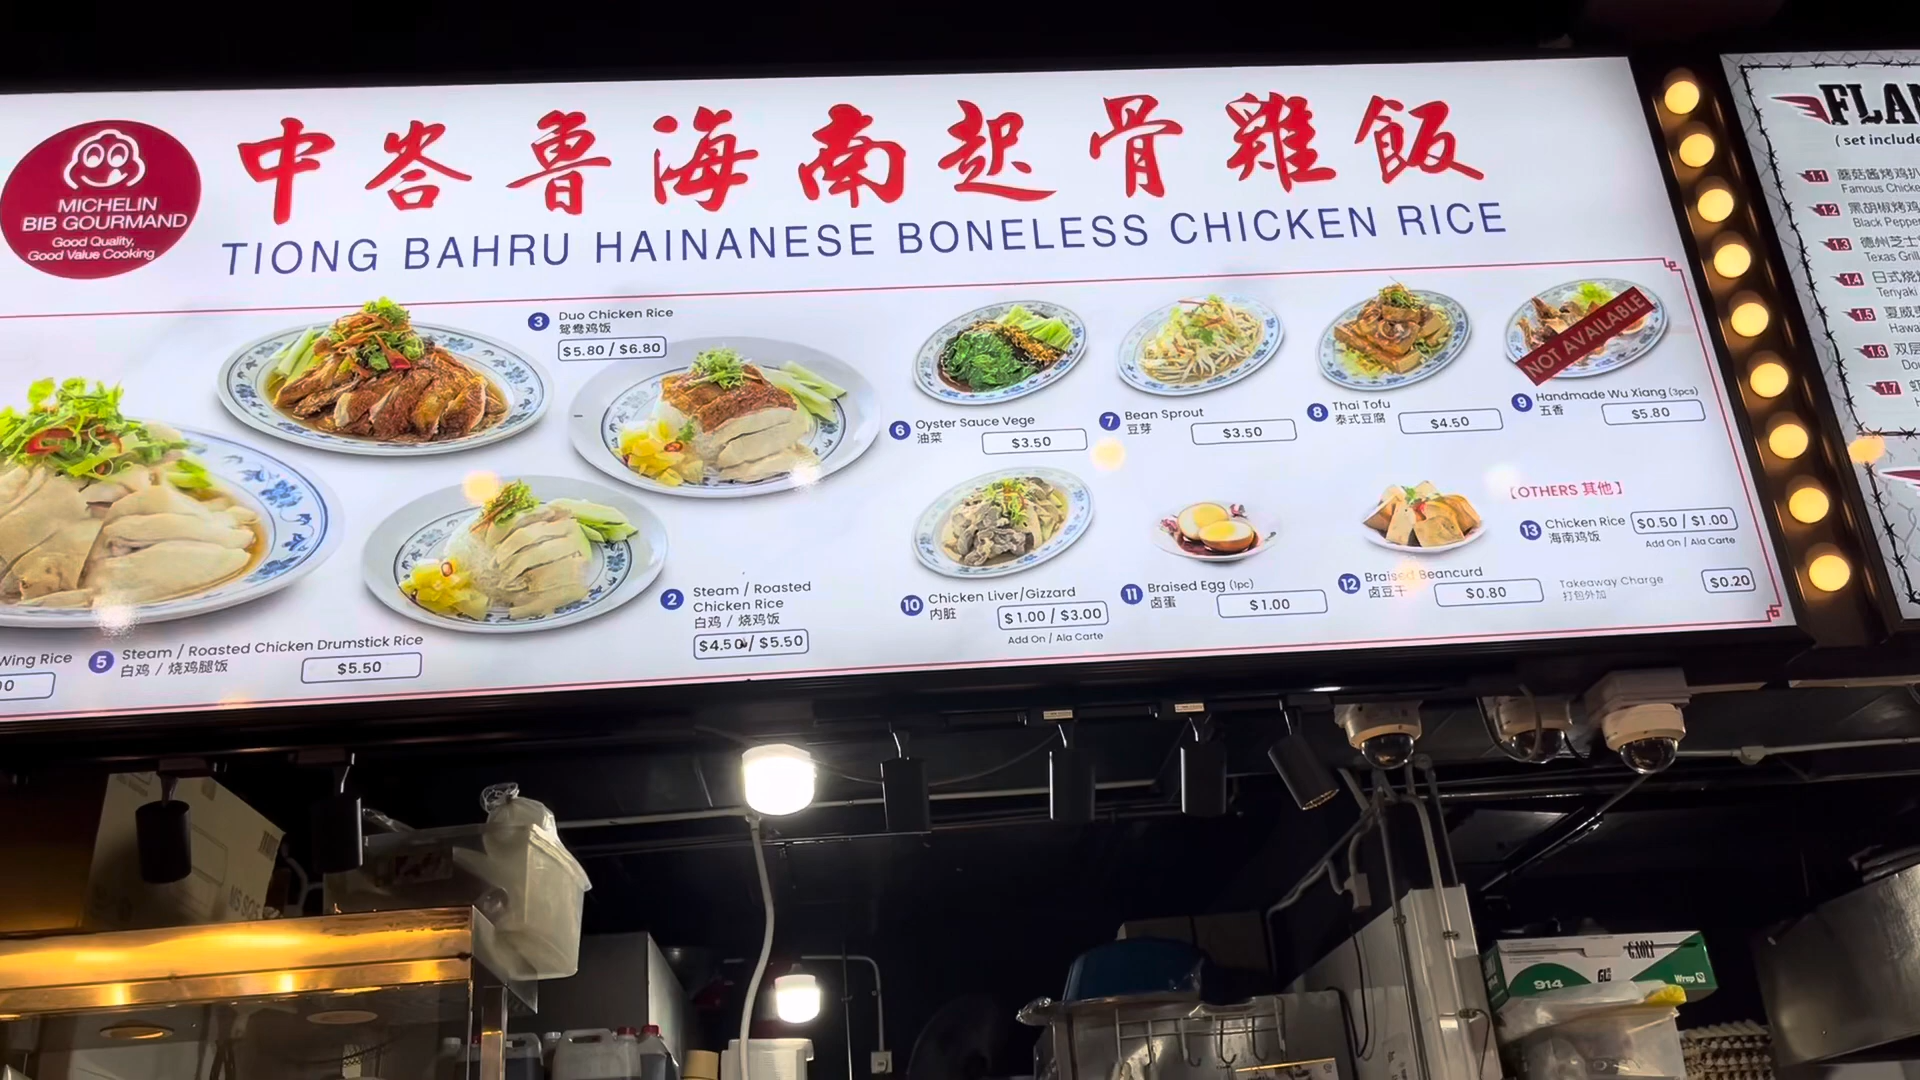 MICHELIN
BIB GOURMAND
Good Quality,
Good Value Cooking
中峇魯海南起骨雞飯
TIONG BAHRU HAINANESE BONELESS CHICKEN RICE
3 Duo Chicken Rice
鸳鸯鸡饭
$5.80 / $6.80
Wing Rice
5 Steam / Roasted Chicken Drumstick Rice
白鸡 / 烧鸡腿饭
$5.50
2 Steam / Roasted
Chicken Rice
白鸡 / 烧鸡饭
$4.50 / $5.50
6 Oyster Sauce Vege
油菜
$3.50
7 Bean Sprout
豆芽
$3.50
8 Thai Tofu
泰式豆腐
$4.50
NOT AVAILABLE
9 Handmade Wu Xiang (3pcs)
五香
$5.80
10 Chicken Liver/Gizzard
内脏
$1.00 / $3.00
Add On / Ala Carte
11 Braised Egg (1pc)
卤蛋
$1.00
12 Braised Beancurd
卤豆干
$0.80
【OTHERS 其他】
13 Chicken Rice
海南鸡饭
$0.50 / $1.00
Add On / Ala Carte
Takeaway Charge
打包外加
$0.20
( set include
1.1 蘑菇酱烤鸡扒
Famous Chicke
1.2 黑胡椒烤鸡
Black Peppe
1.3 德州芝士
Texas Gril
1.4 日式烧
Teriyaki
1.5 夏威
Hawa
1.6 双层
Dou
1.7
914
GL
Wrap